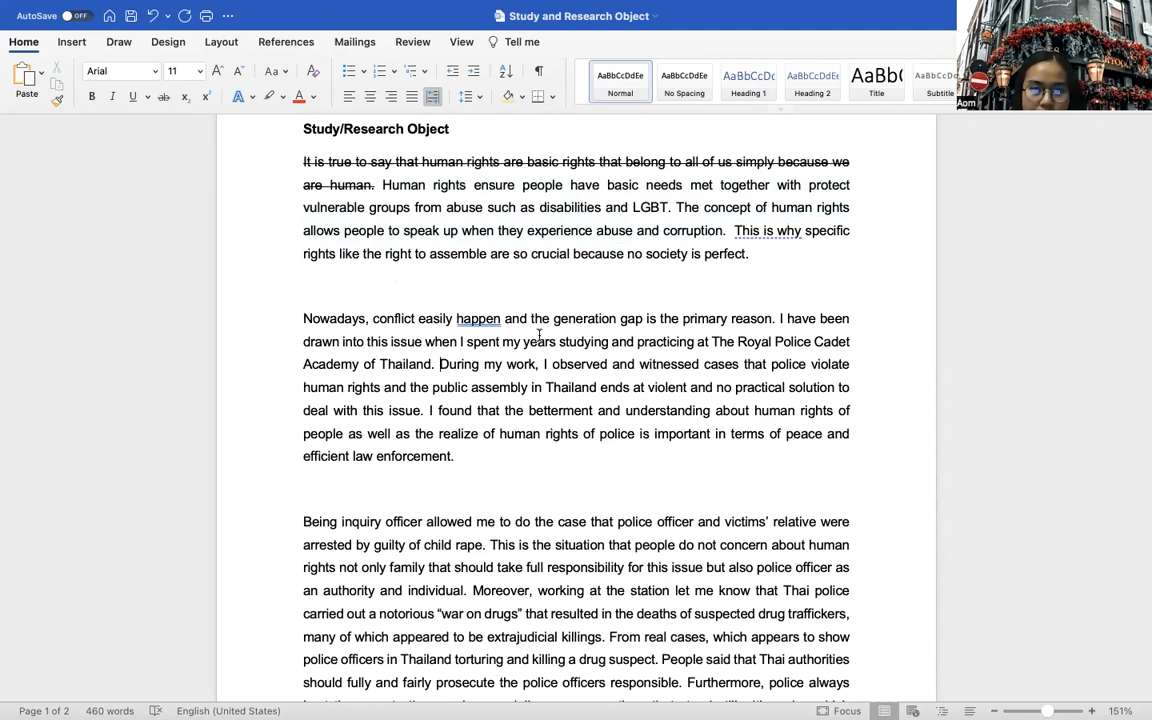 AutoSave OFF
Study and Research Object
Home Insert Draw Design Layout References Mailings Review View Tell me
Paste
Arial 11
Aa
AaBbCcDdEe AaBbCcDdEe AaBbCcDc AaBbCcDdEe AaBb( AaBbCcDc
Normal No Spacing Heading 1 Heading 2 Title Subtitle
B I U ab x₂ x² A A
Aom
Study/Research Object
It is true to say that human rights are basic rights that belong to all of us simply because we
are human. Human rights ensure people have basic needs met together with protect
vulnerable groups from abuse such as disabilities and LGBT. The concept of human rights
allows people to speak up when they experience abuse and corruption. This is why specific
rights like the right to assemble are so crucial because no society is perfect.
Nowadays, conflict easily happen and the generation gap is the primary reason. I have been
drawn into this issue when I spent my years studying and practicing at The Royal Police Cadet
Academy of Thailand. During my work, I observed and witnessed cases that police violate
human rights and the public assembly in Thailand ends at violent and no practical solution to
deal with this issue. I found that the betterment and understanding about human rights of
people as well as the realize of human rights of police is important in terms of peace and
efficient law enforcement.
Being inquiry officer allowed me to do the case that police officer and victims’ relative were
arrested by guilty of child rape. This is the situation that people do not concern about human
rights not only family that should take full responsibility for this issue but also police officer as
an authority and individual. Moreover, working at the station let me know that Thai police
carried out a notorious “war on drugs” that resulted in the deaths of suspected drug traffickers,
many of which appeared to be extrajudicial killings. From real cases, which appears to show
police officers in Thailand torturing and killing a drug suspect. People said that Thai authorities
should fully and fairly prosecute the police officers responsible. Furthermore, police always
Page 1 of 2 460 words English (United States) Focus 151%